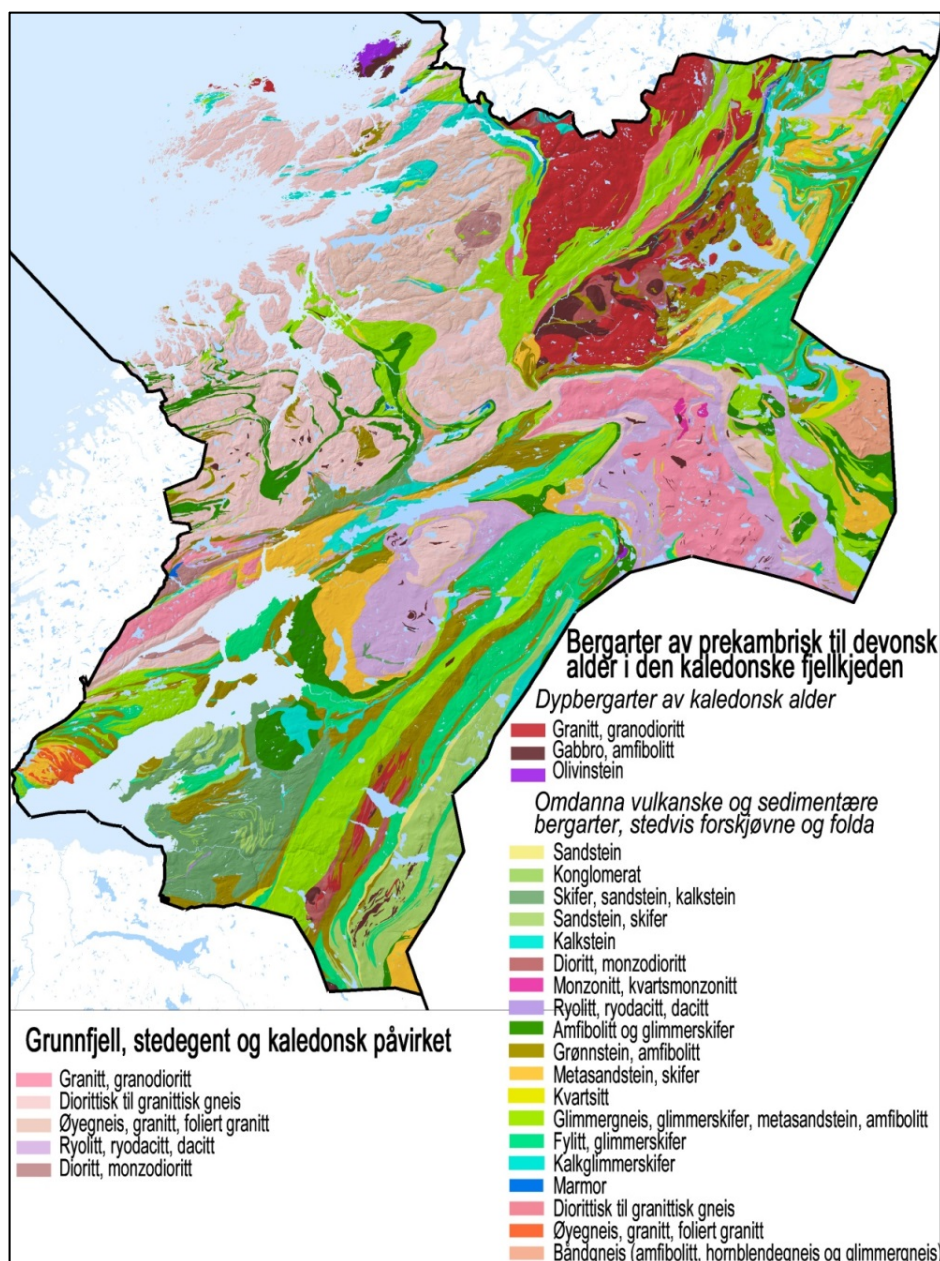 Bergarter av prekambrisk til devonsk
alder i den kaledonske fjellkjeden
Dypbergarter av kaledonsk alder
Granitt, granodioritt
Gabbro, amfibolitt
Olivinstein
Omdanna vulkanske og sedimentære
bergarter, stedvis forskjøvne og folda
Sandstein
Konglomerat
Skifer, sandstein, kalkstein
Sandstein, skifer
Kalkstein
Dioritt, monzodioritt
Monzonitt, kvartsmonzonitt
Ryolitt, ryodacitt, dacitt
Amfibolitt og glimmerskifer
Grønnstein, amfibolitt
Metasandstein, skifer
Kvartsitt
Glimmergneis, glimmerskifer, metasandstein, amfibolitt
Fylitt, glimmerskifer
Kalkglimmerskifer
Marmor
Diorittisk til granittisk gneis
Øyegneis, granitt, foliert granitt
Båndgneis (amfibolitt, hornblendegneis og glimmergneis)
Grunnfjell, stedegent og kaledonsk påvirket
Granitt, granodioritt
Diorittisk til granittisk gneis
Øyegneis, granitt, foliert granitt
Ryolitt, ryodacitt, dacitt
Dioritt, monzodioritt